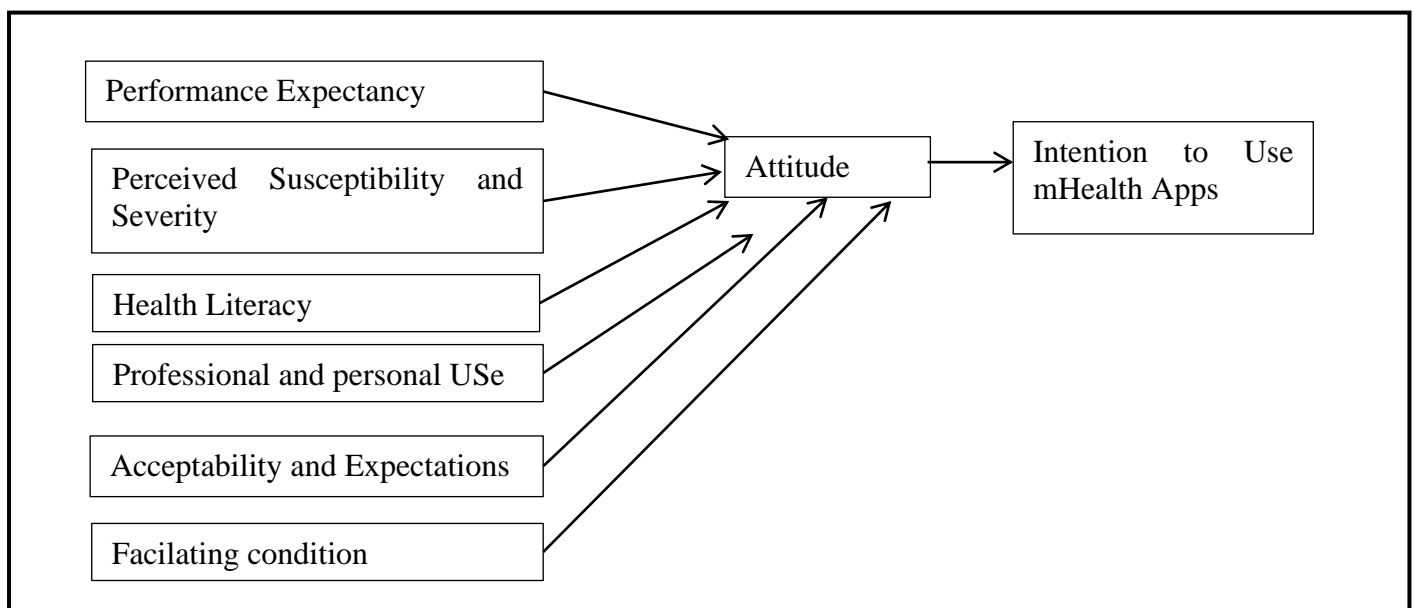 Performance Expectancy
Perceived Susceptibility and
Severity
Health Literacy
Professional and personal USe
Acceptability and Expectations
Facilating condition
Attitude
Intention to Use
mHealth Apps